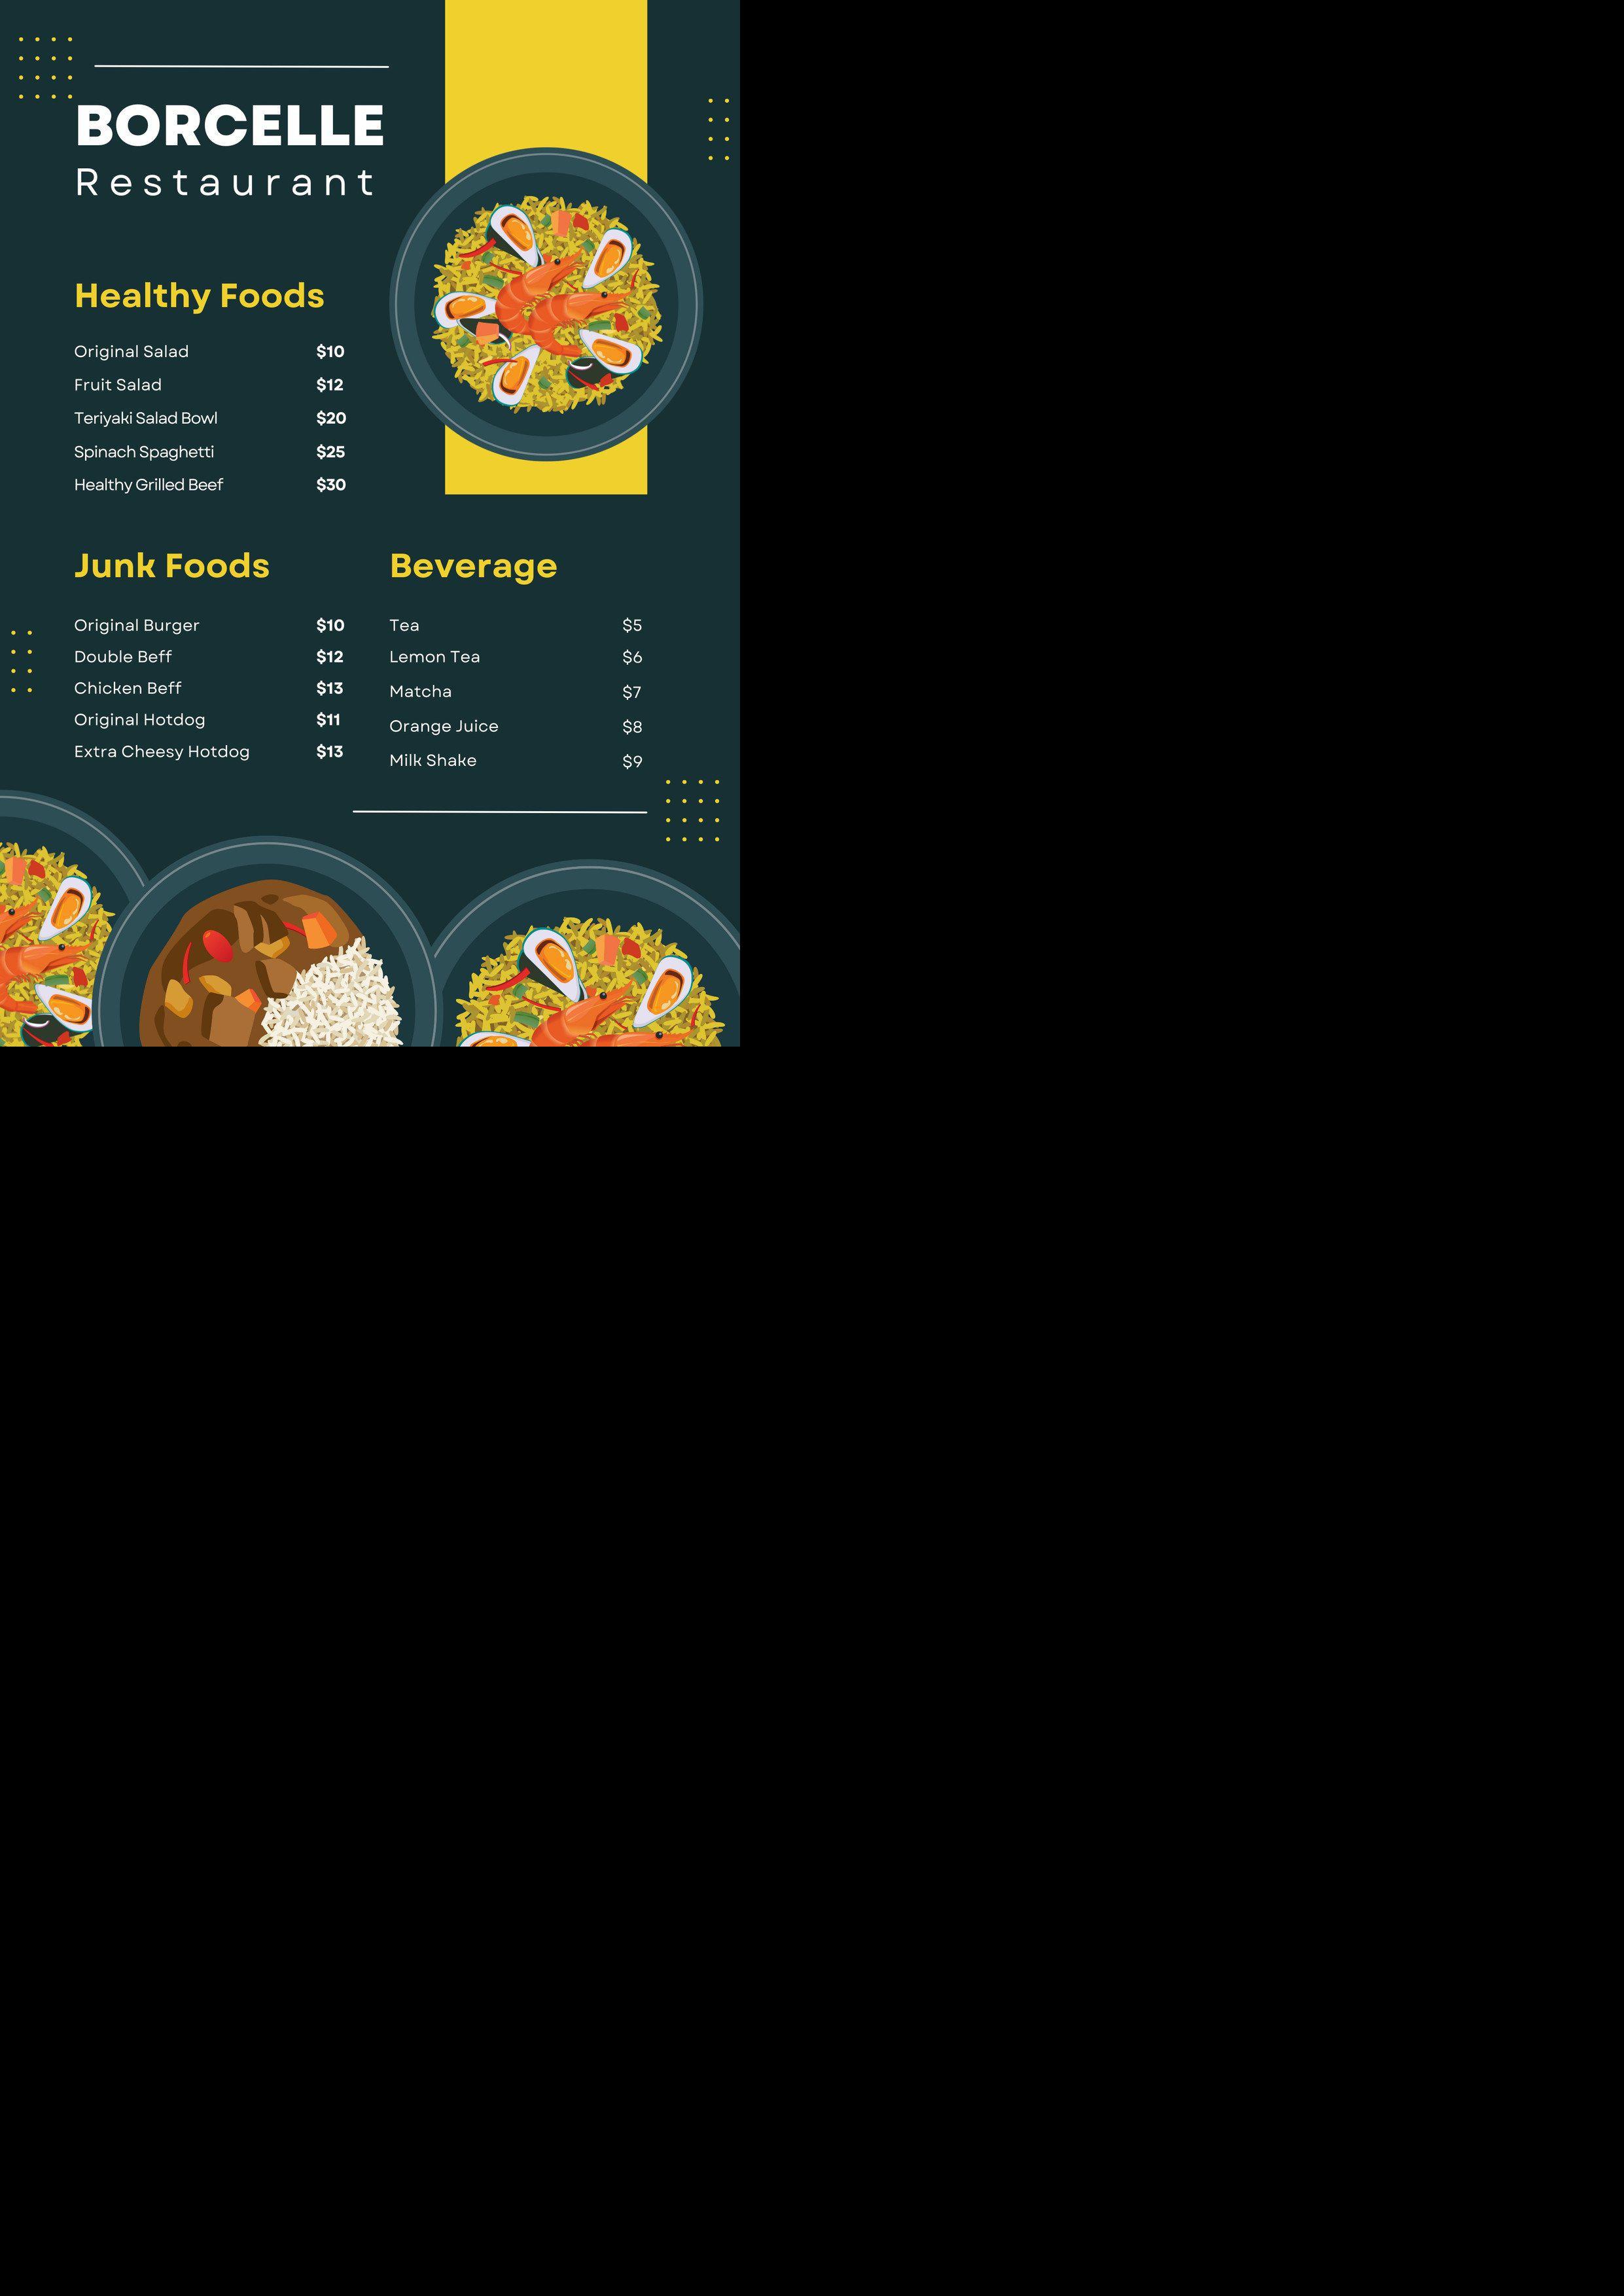 BORCELLE
Restaurant
Healthy Foods
Original Salad $10
Fruit Salad $12
Teriyaki Salad Bowl $20
Spinach Spaghetti $25
Healthy Grilled Beef $30
Junk Foods
Original Burger $10
Double Beff $12
Chicken Beff $13
Original Hotdog $11
Extra Cheesy Hotdog $13
Beverage
Tea $5
Lemon Tea $6
Matcha $7
Orange Juice $8
Milk Shake $9